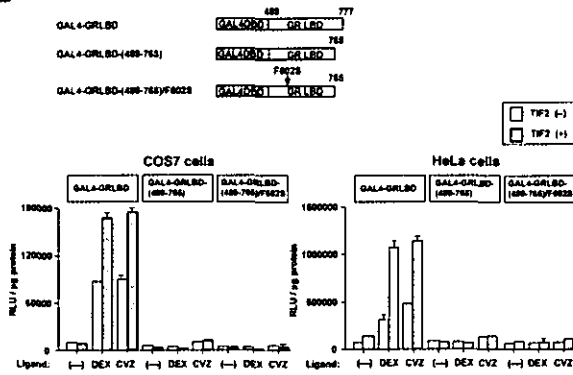 489 777
GAL4-GRLBD GAL4DBD GR LBD
765
GAL4-GRLBD-(489-765) GAL4DBD GR LBD
F602S
765
GAL4-GRLBD-(489-765)/F602S GAL4DBD GR LBD
TIF2 (−)
TIF2 (+)
COS7 cells
GAL4-GRLBD
GAL4-GRLBD-
(489-765)
GAL4-GRLBD-
(489-765)/F602S
RLU / µg protein
180000
120000
60000
0
Ligand: (−) DEX CVZ (−) DEX CVZ (−) DEX CVZ
HeLa cells
GAL4-GRLBD
GAL4-GRLBD-
(489-765)
GAL4-GRLBD-
(489-765)/F602S
RLU / µg protein
1500000
1000000
500000
0
Ligand: (−) DEX CVZ (−) DEX CVZ (−) DEX CVZ